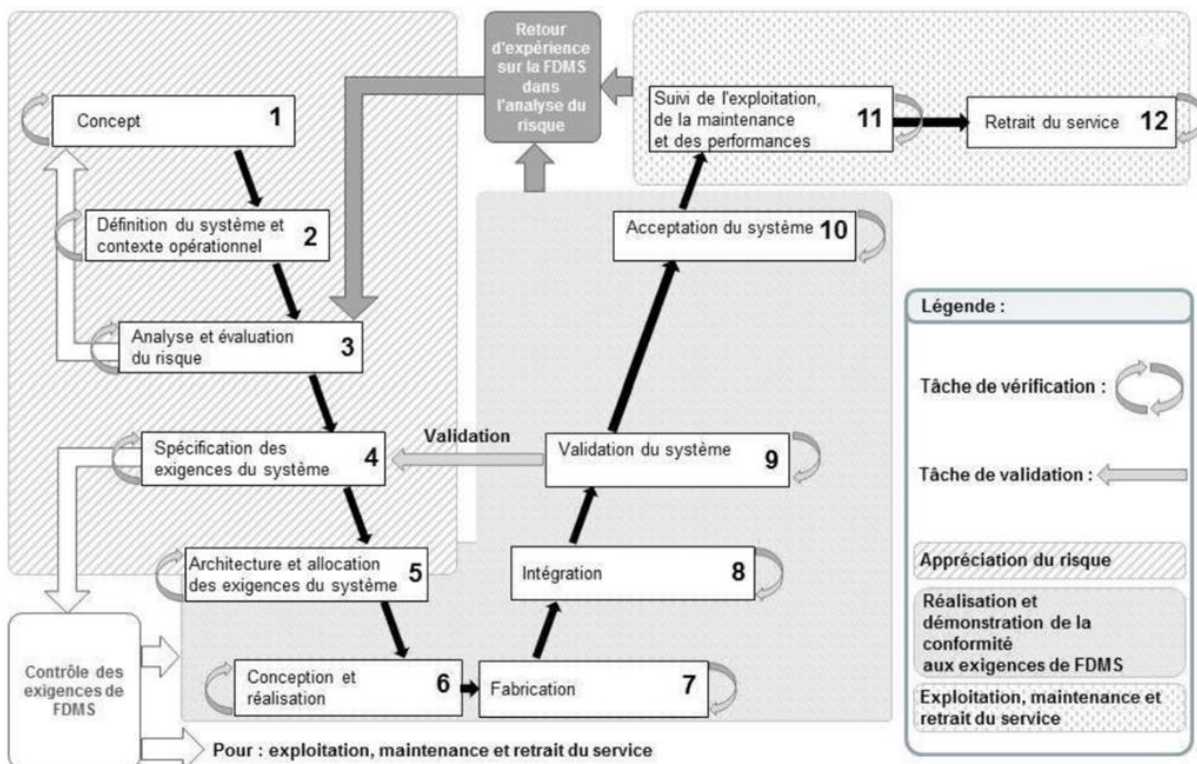 Retour
d'expérience
sur la FDMS
dans
l'analyse du
risque
Concept 1
Définition du système et
contexte opérationnel 2
Analyse et évaluation
du risque 3
Spécification des
exigences du système 4
Architecture et allocation
des exigences du système 5
Conception et
réalisation 6
Fabrication 7
Intégration 8
Validation
Validation du système 9
Acceptation du système 10
Suivi de l'exploitation,
de la maintenance
et des performances 11
Retrait du service 12
Contrôle des
exigences de
FDMS
Pour : exploitation, maintenance et retrait du service
Légende :
Tâche de vérification :
Tâche de validation :
Appréciation du risque
Réalisation et
démonstration de la
conformité
aux exigences de FDMS
Exploitation, maintenance et
retrait du service